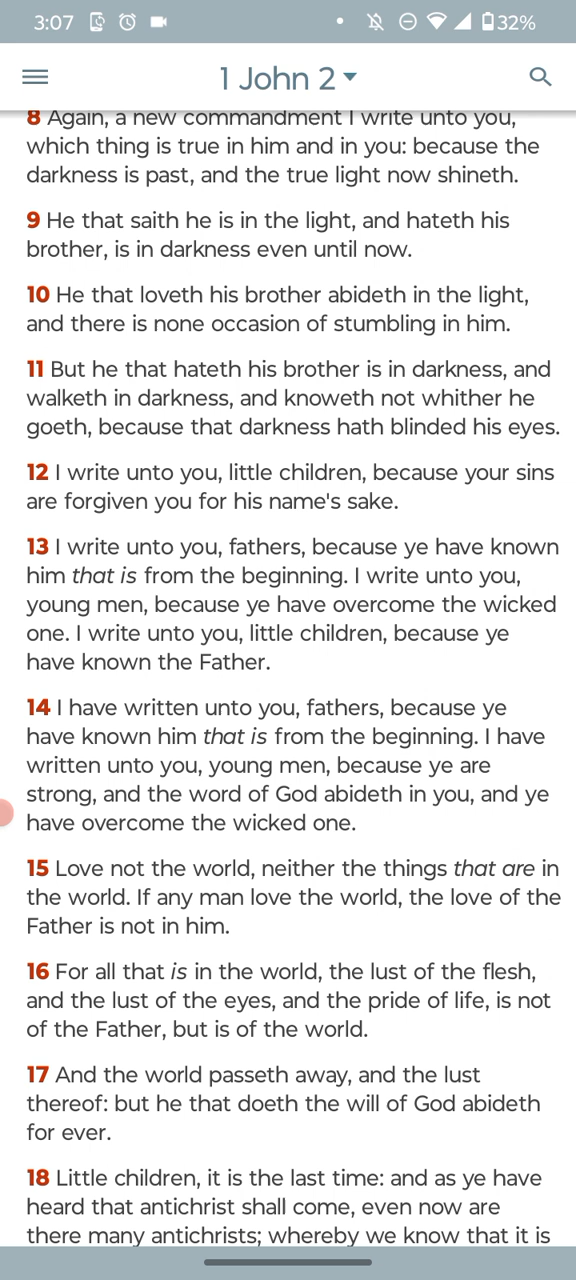 3:07 32%
1 John 2
8 Again, a new commandment I write unto you,
which thing is true in him and in you: because the
darkness is past, and the true light now shineth.
9 He that saith he is in the light, and hateth his
brother, is in darkness even until now.
10 He that loveth his brother abideth in the light,
and there is none occasion of stumbling in him.
11 But he that hateth his brother is in darkness, and
walketh in darkness, and knoweth not whither he
goeth, because that darkness hath blinded his eyes.
12 I write unto you, little children, because your sins
are forgiven you for his name's sake.
13 I write unto you, fathers, because ye have known
him that is from the beginning. I write unto you,
young men, because ye have overcome the wicked
one. I write unto you, little children, because ye
have known the Father.
14 I have written unto you, fathers, because ye
have known him that is from the beginning. I have
written unto you, young men, because ye are
strong, and the word of God abideth in you, and ye
have overcome the wicked one.
15 Love not the world, neither the things that are in
the world. If any man love the world, the love of the
Father is not in him.
16 For all that is in the world, the lust of the flesh,
and the lust of the eyes, and the pride of life, is not
of the Father, but is of the world.
17 And the world passeth away, and the lust
thereof: but he that doeth the will of God abideth
for ever.
18 Little children, it is the last time: and as ye have
heard that antichrist shall come, even now are
there many antichrists; whereby we know that it is